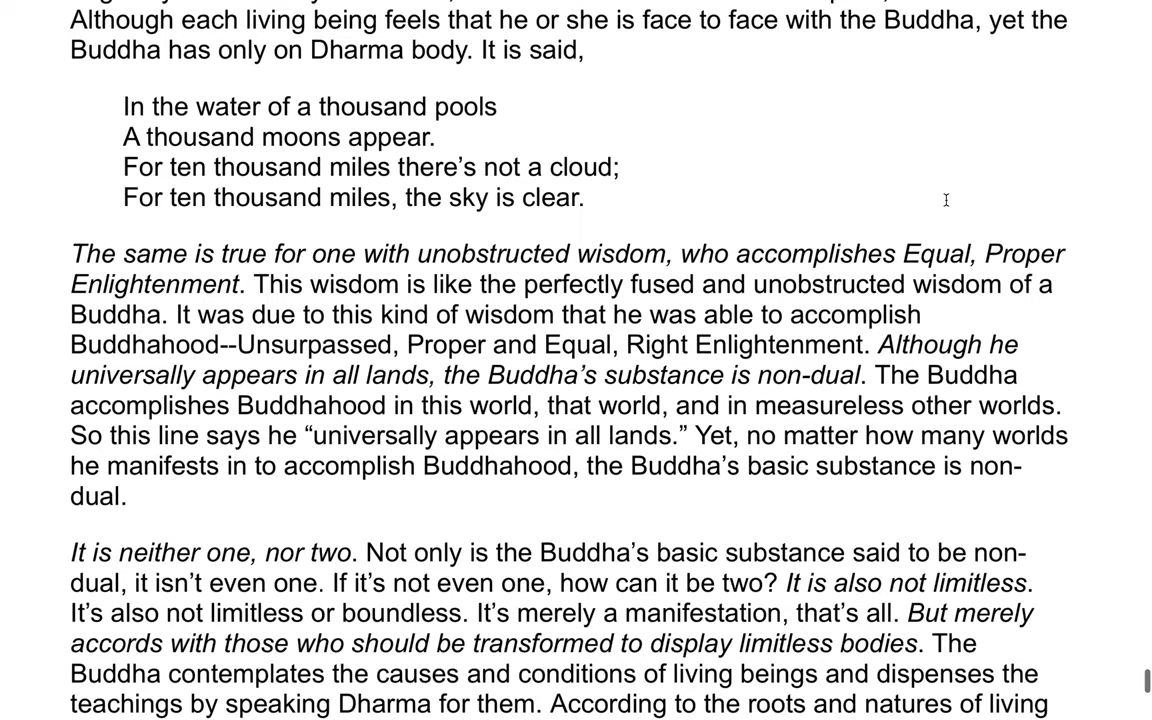 Although each living being feels that he or she is face to face with the Buddha, yet the
Buddha has only on Dharma body. It is said,
In the water of a thousand pools
A thousand moons appear.
For ten thousand miles there's not a cloud;
For ten thousand miles, the sky is clear.
The same is true for one with unobstructed wisdom, who accomplishes Equal, Proper
Enlightenment. This wisdom is like the perfectly fused and unobstructed wisdom of a
Buddha. It was due to this kind of wisdom that he was able to accomplish
Buddhahood--Unsurpassed, Proper and Equal, Right Enlightenment. Although he
universally appears in all lands, the Buddha's substance is non-dual. The Buddha
accomplishes Buddhahood in this world, that world, and in measureless other worlds.
So this line says he “universally appears in all lands.” Yet, no matter how many worlds
he manifests in to accomplish Buddhahood, the Buddha's basic substance is non-
dual.
It is neither one, nor two. Not only is the Buddha's basic substance said to be non-
dual, it isn't even one. If it's not even one, how can it be two? It is also not limitless.
It's also not limitless or boundless. It's merely a manifestation, that's all. But merely
accords with those who should be transformed to display limitless bodies. The
Buddha contemplates the causes and conditions of living beings and dispenses the
teachings by speaking Dharma for them. According to the roots and natures of living